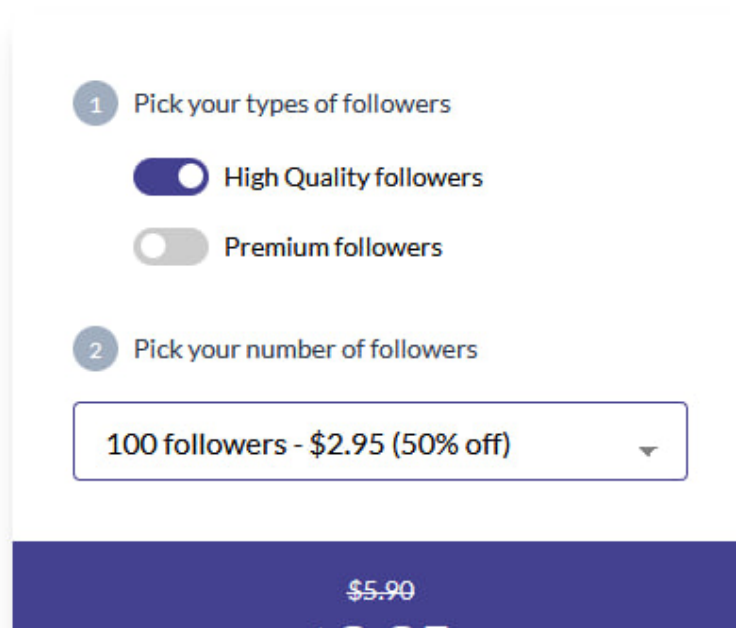 1 Pick your types of followers
High Quality followers
Premium followers
2 Pick your number of followers
100 followers - $2.95 (50% off)
$5.90